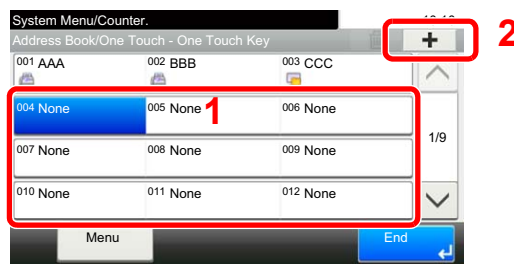 System Menu/Counter.
Address Book/One Touch - One Touch Key
+
2
001 AAA 002 BBB 003 CCC
004 None 005 None 1 006 None
007 None 008 None 009 None
1/9
010 None 011 None 012 None
Menu End